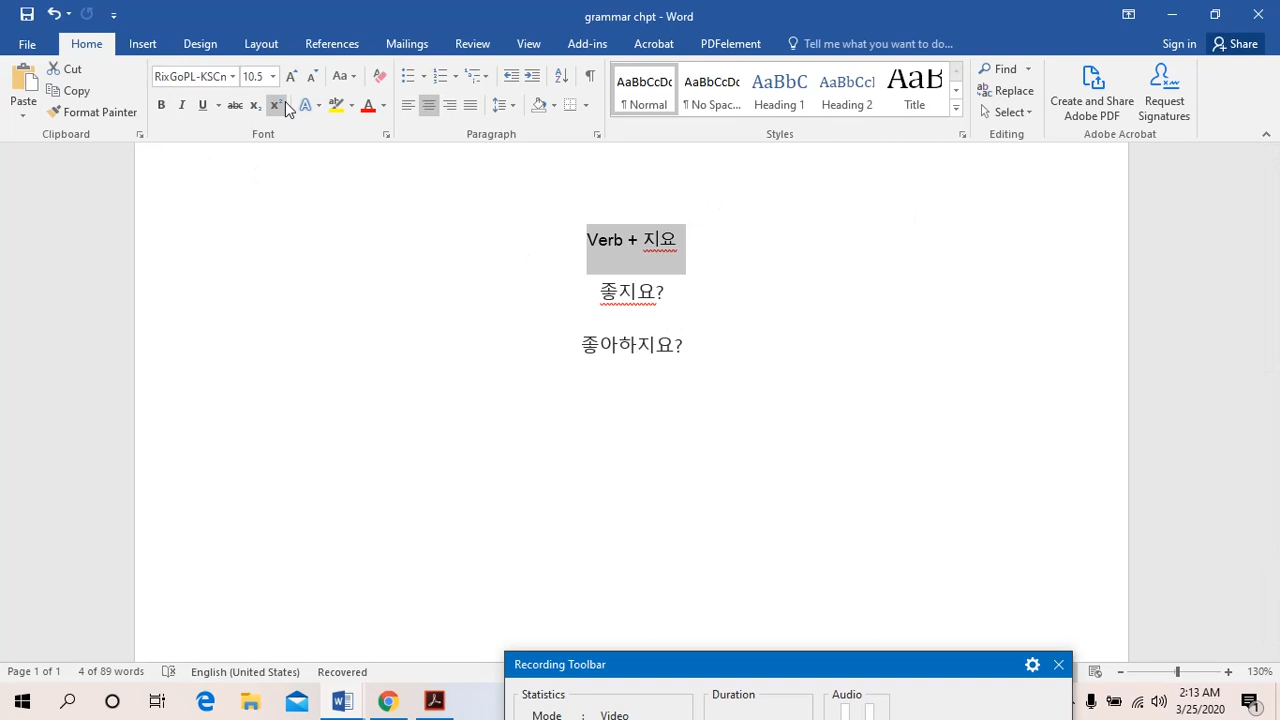 grammar chpt - Word
File Home Insert Design Layout References Mailings Review View Add-ins Acrobat PDFelement Tell me what you want to do... Sign in Share
Paste Cut Copy Format Painter
Clipboard
RixGoPL-KSCn 10.5 Aa
B I U abc x₂ x² A A
Font
Paragraph
AaBbCcDc AaBbCcDc AaBbC AaBbCcl AaB
¶ Normal ¶ No Spac... Heading 1 Heading 2 Title
Styles
Find Replace Select
Editing
Create and Share Adobe PDF Request Signatures
Adobe Acrobat
Verb + 지요
좋지요?
좋아하지요?
Recording Toolbar
Statistics Duration Audio
Mode : Video
Page 1 of 1 4 of 89 words English (United States) Recovered 130%
2:13 AM
3/25/2020